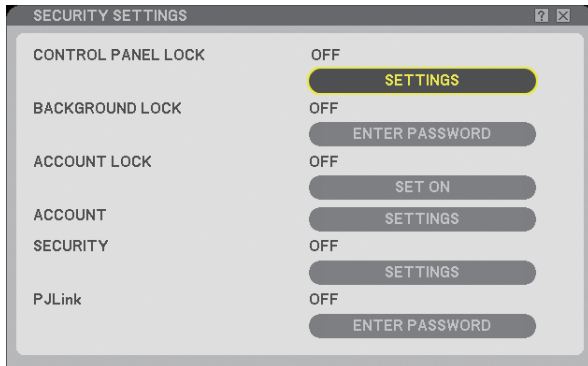 SECURITY SETTINGS
CONTROL PANEL LOCK OFF
SETTINGS
BACKGROUND LOCK OFF
ENTER PASSWORD
ACCOUNT LOCK OFF
SET ON
ACCOUNT SETTINGS
SECURITY OFF
SETTINGS
PJLink OFF
ENTER PASSWORD